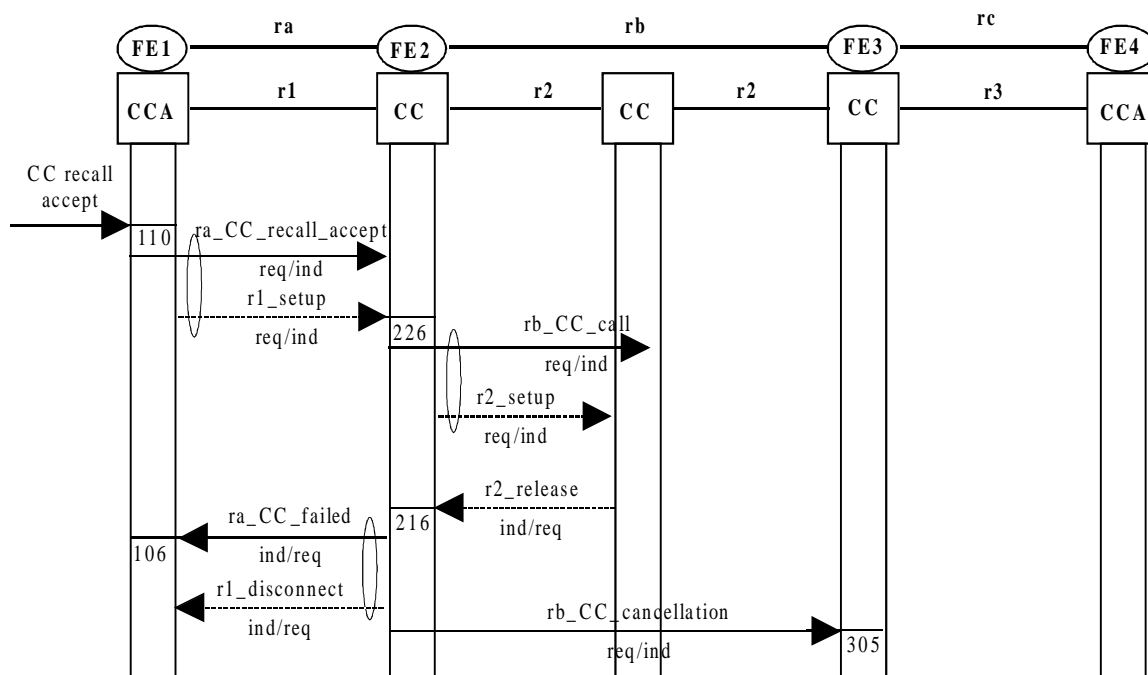 ra
rb
rc
FE1
FE2
FE3
FE4
r1
r2
r2
r3
CCA
CC
CC
CC
CCA
CC recall
accept
110
ra_CC_recall_accept
req/ind
r1_setup
req/ind
226
rb_CC_call
req/ind
r2_setup
req/ind
r2_release
ind/req
216
ra_CC_failed
ind/req
106
r1_disconnect
ind/req
rb_CC_cancellation
req/ind
305